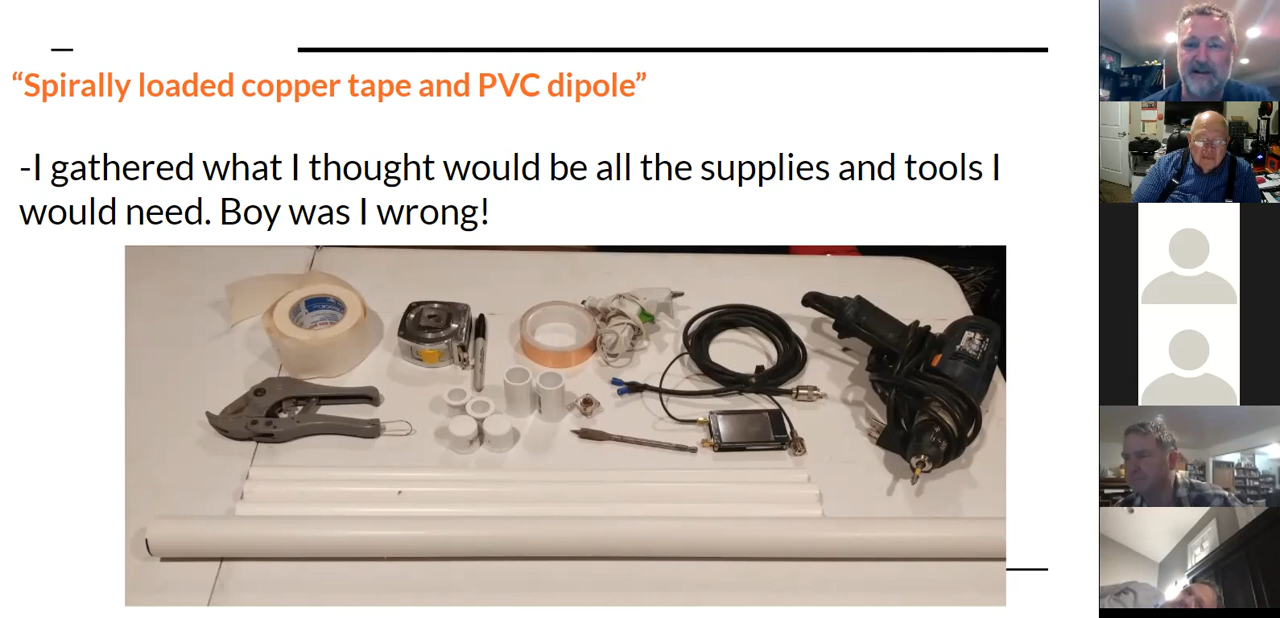 “Spirally loaded copper tape and PVC dipole”
-I gathered what I thought would be all the supplies and tools I
would need. Boy was I wrong!